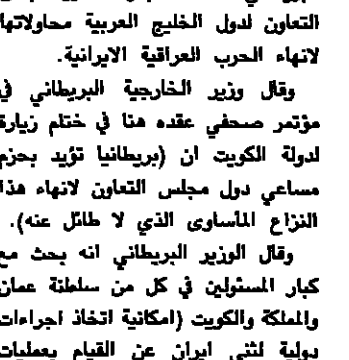 التعاون لدول الخليج العربية محاولاتها
لانهاء الحرب العراقية الايرانية.
وقال وزير الخارجية البريطاني في
مؤتمر صحفي عقده هنا في ختام زيارة
لدولة الكويت ان (بريطانيا تؤيد بحزم
مساعي دول مجلس التعاون لانهاء هذا
النزاع المأساوى الذي لا طائل عنه).
وقال الوزير البريطاني انه بحث مع
كبار المسئولين في كل من سلطنة عمان
والمملكة والكويت (امكانية اتخاذ اجراءات
دولية لثني ايران عن القيام بعمليات